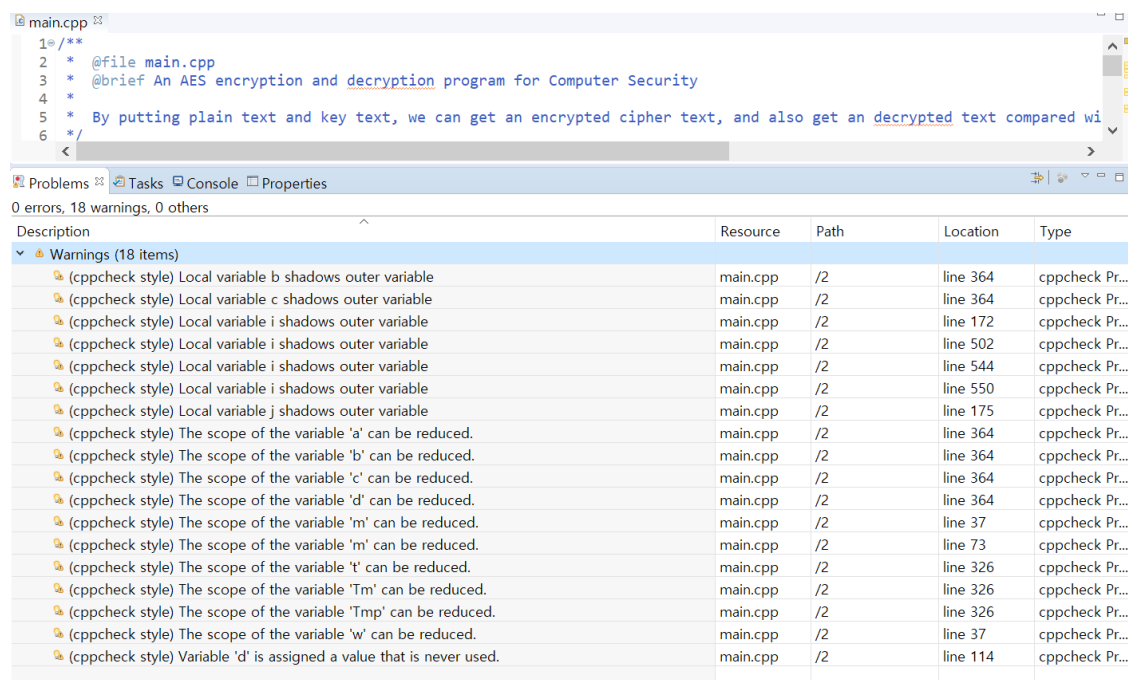 main.cpp
1 /**
2 * @file main.cpp
3 * @brief An AES encryption and decryption program for Computer Security
4 *
5 * By putting plain text and key text, we can get an encrypted cipher text, and also get an decrypted text compared wi
6 */
Problems Tasks Console Properties
0 errors, 18 warnings, 0 others
Description Resource Path Location Type
Warnings (18 items)
(cppcheck style) Local variable b shadows outer variable main.cpp /2 line 364 cppcheck Pr...
(cppcheck style) Local variable c shadows outer variable main.cpp /2 line 364 cppcheck Pr...
(cppcheck style) Local variable i shadows outer variable main.cpp /2 line 172 cppcheck Pr...
(cppcheck style) Local variable i shadows outer variable main.cpp /2 line 502 cppcheck Pr...
(cppcheck style) Local variable i shadows outer variable main.cpp /2 line 544 cppcheck Pr...
(cppcheck style) Local variable i shadows outer variable main.cpp /2 line 550 cppcheck Pr...
(cppcheck style) Local variable j shadows outer variable main.cpp /2 line 175 cppcheck Pr...
(cppcheck style) The scope of the variable 'a' can be reduced. main.cpp /2 line 364 cppcheck Pr...
(cppcheck style) The scope of the variable 'b' can be reduced. main.cpp /2 line 364 cppcheck Pr...
(cppcheck style) The scope of the variable 'c' can be reduced. main.cpp /2 line 364 cppcheck Pr...
(cppcheck style) The scope of the variable 'd' can be reduced. main.cpp /2 line 364 cppcheck Pr...
(cppcheck style) The scope of the variable 'm' can be reduced. main.cpp /2 line 37 cppcheck Pr...
(cppcheck style) The scope of the variable 'm' can be reduced. main.cpp /2 line 73 cppcheck Pr...
(cppcheck style) The scope of the variable 't' can be reduced. main.cpp /2 line 326 cppcheck Pr...
(cppcheck style) The scope of the variable 'Tm' can be reduced. main.cpp /2 line 326 cppcheck Pr...
(cppcheck style) The scope of the variable 'Tmp' can be reduced. main.cpp /2 line 326 cppcheck Pr...
(cppcheck style) The scope of the variable 'w' can be reduced. main.cpp /2 line 37 cppcheck Pr...
(cppcheck style) Variable 'd' is assigned a value that is never used. main.cpp /2 line 114 cppcheck Pr...